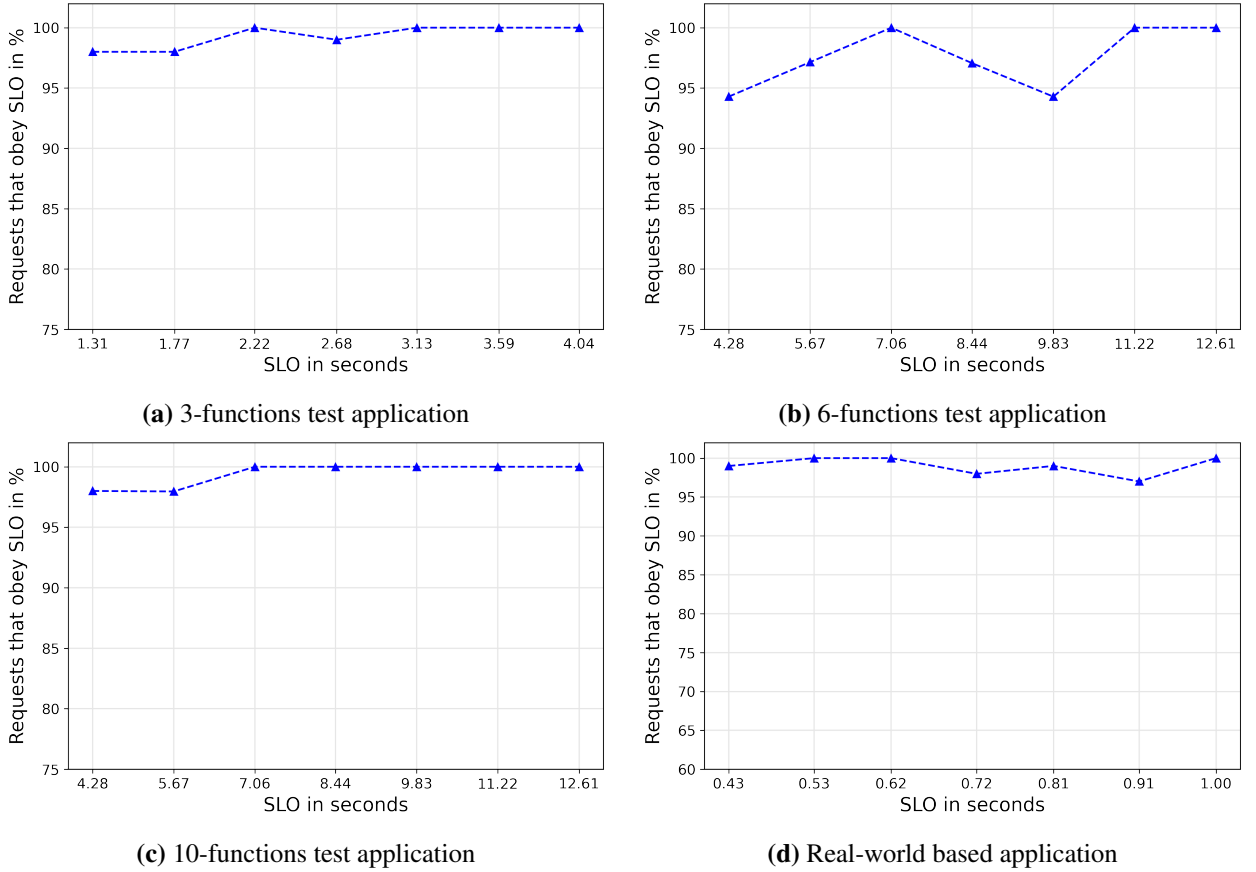 Requests that obey SLO in %
100
95
90
85
80
75
1.31 1.77 2.22 2.68 3.13 3.59 4.04
SLO in seconds
(a) 3-functions test application
Requests that obey SLO in %
100
95
90
85
80
75
4.28 5.67 7.06 8.44 9.83 11.22 12.61
SLO in seconds
(b) 6-functions test application
Requests that obey SLO in %
100
95
90
85
80
75
4.28 5.67 7.06 8.44 9.83 11.22 12.61
SLO in seconds
(c) 10-functions test application
Requests that obey SLO in %
100
95
90
85
80
75
70
65
60
0.43 0.53 0.62 0.72 0.81 0.91 1.00
SLO in seconds
(d) Real-world based application